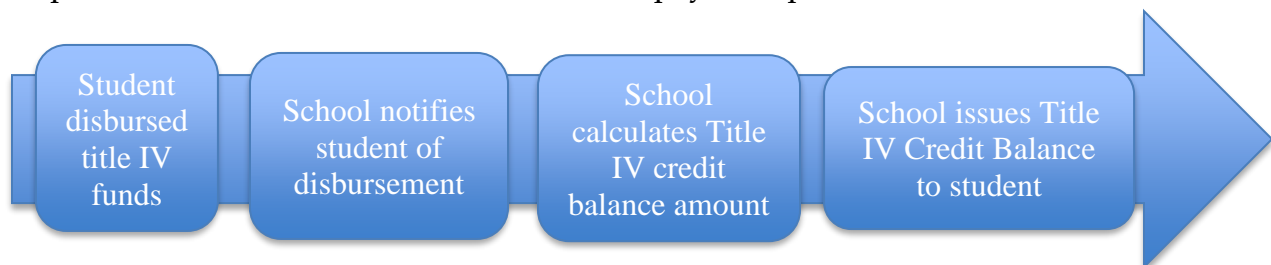 Student
disbursed
title IV
funds
School notifies
student of
disbursement
School
calculates Title
IV credit
balance amount
School issues Title
IV Credit Balance
to student